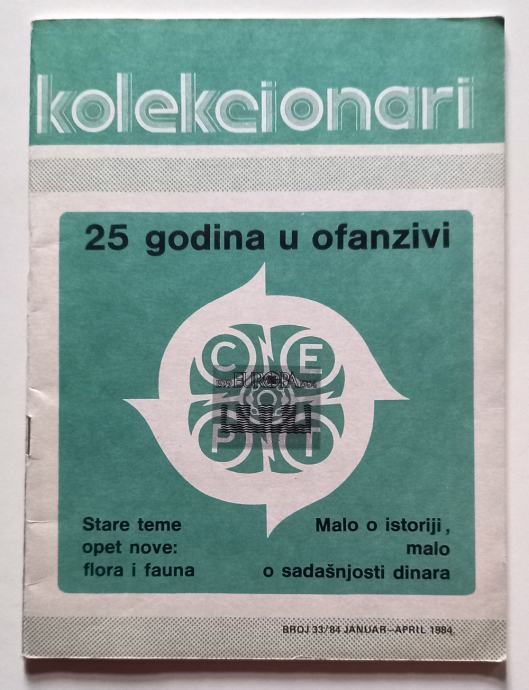 kolekcionari
25 godina u ofanzivi
C E
EUROPA
P T
Stare teme
opet nove:
flora i fauna
Malo o istoriji,
malo
o sadašnjosti dinara
BROJ 33/84 JANUAR—APRIL 1984.